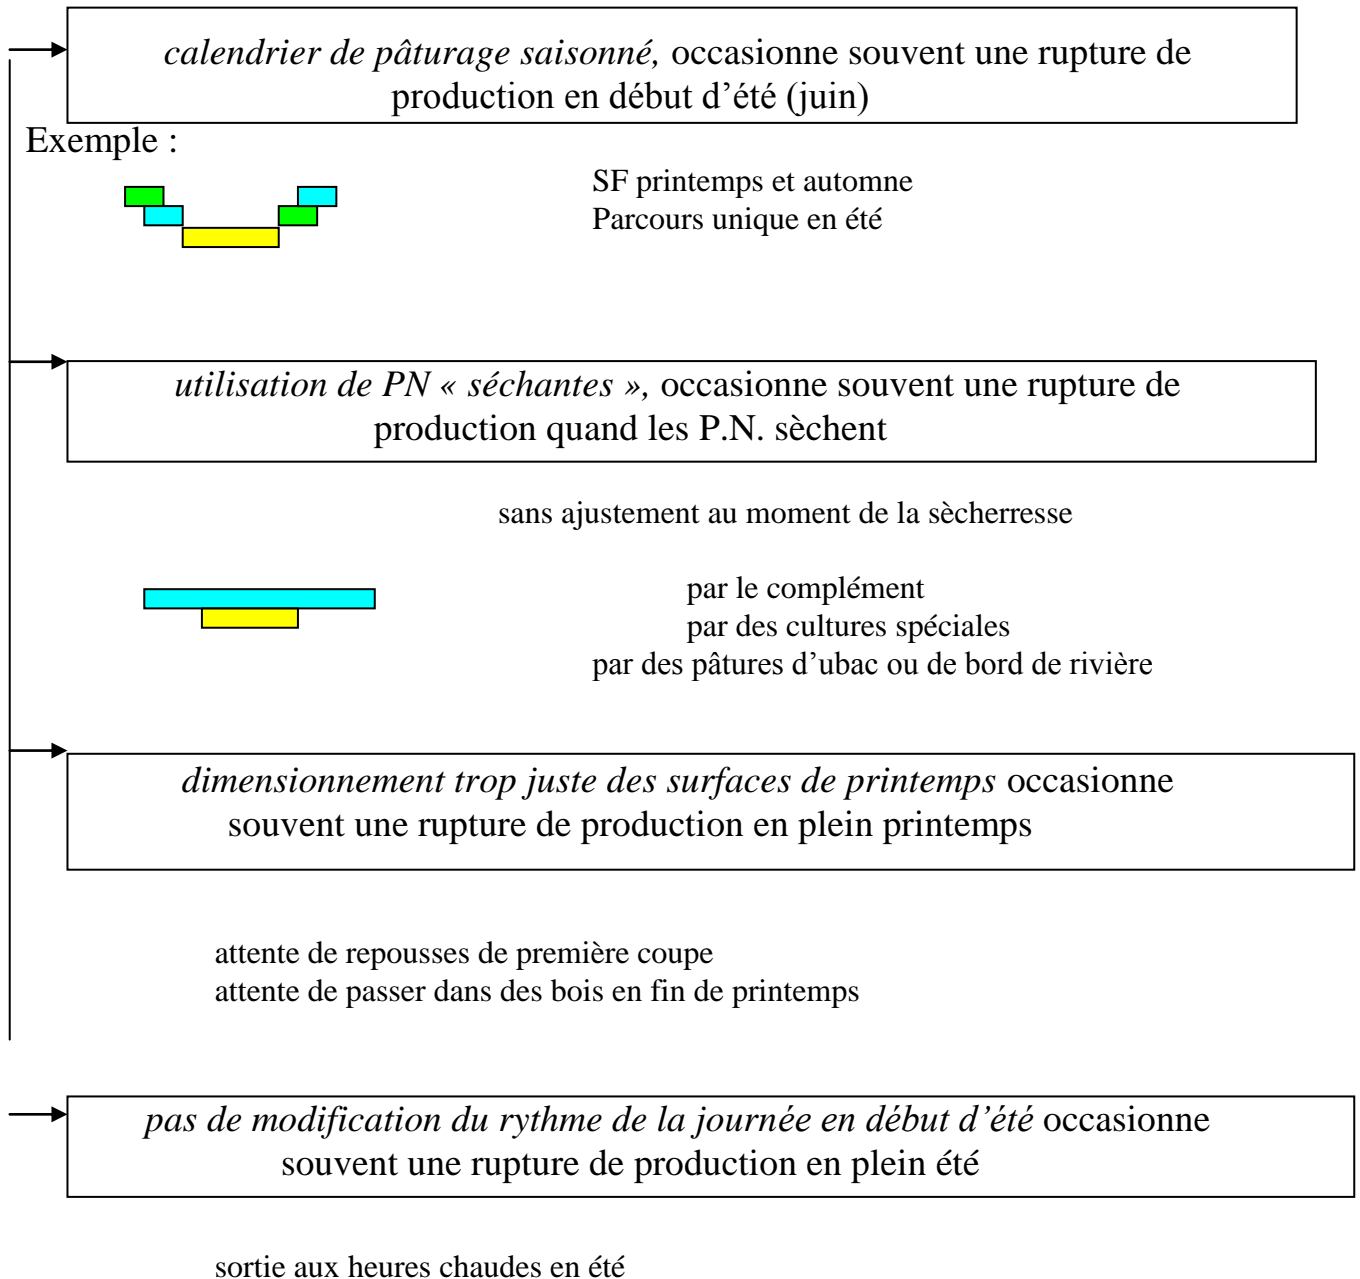 calendrier de pâturage saisonné, occasionne souvent une rupture de
production en début d’été (juin)
Exemple :
SF printemps et automne
Parcours unique en été
utilisation de PN « séchantes », occasionne souvent une rupture de
production quand les P.N. sèchent
sans ajustement au moment de la sècherresse
par le complément
par des cultures spéciales
par des pâtures d’ubac ou de bord de rivière
dimensionnement trop juste des surfaces de printemps occasionne
souvent une rupture de production en plein printemps
attente de repousses de première coupe
attente de passer dans des bois en fin de printemps
pas de modification du rythme de la journée en début d’été occasionne
souvent une rupture de production en plein été
sortie aux heures chaudes en été